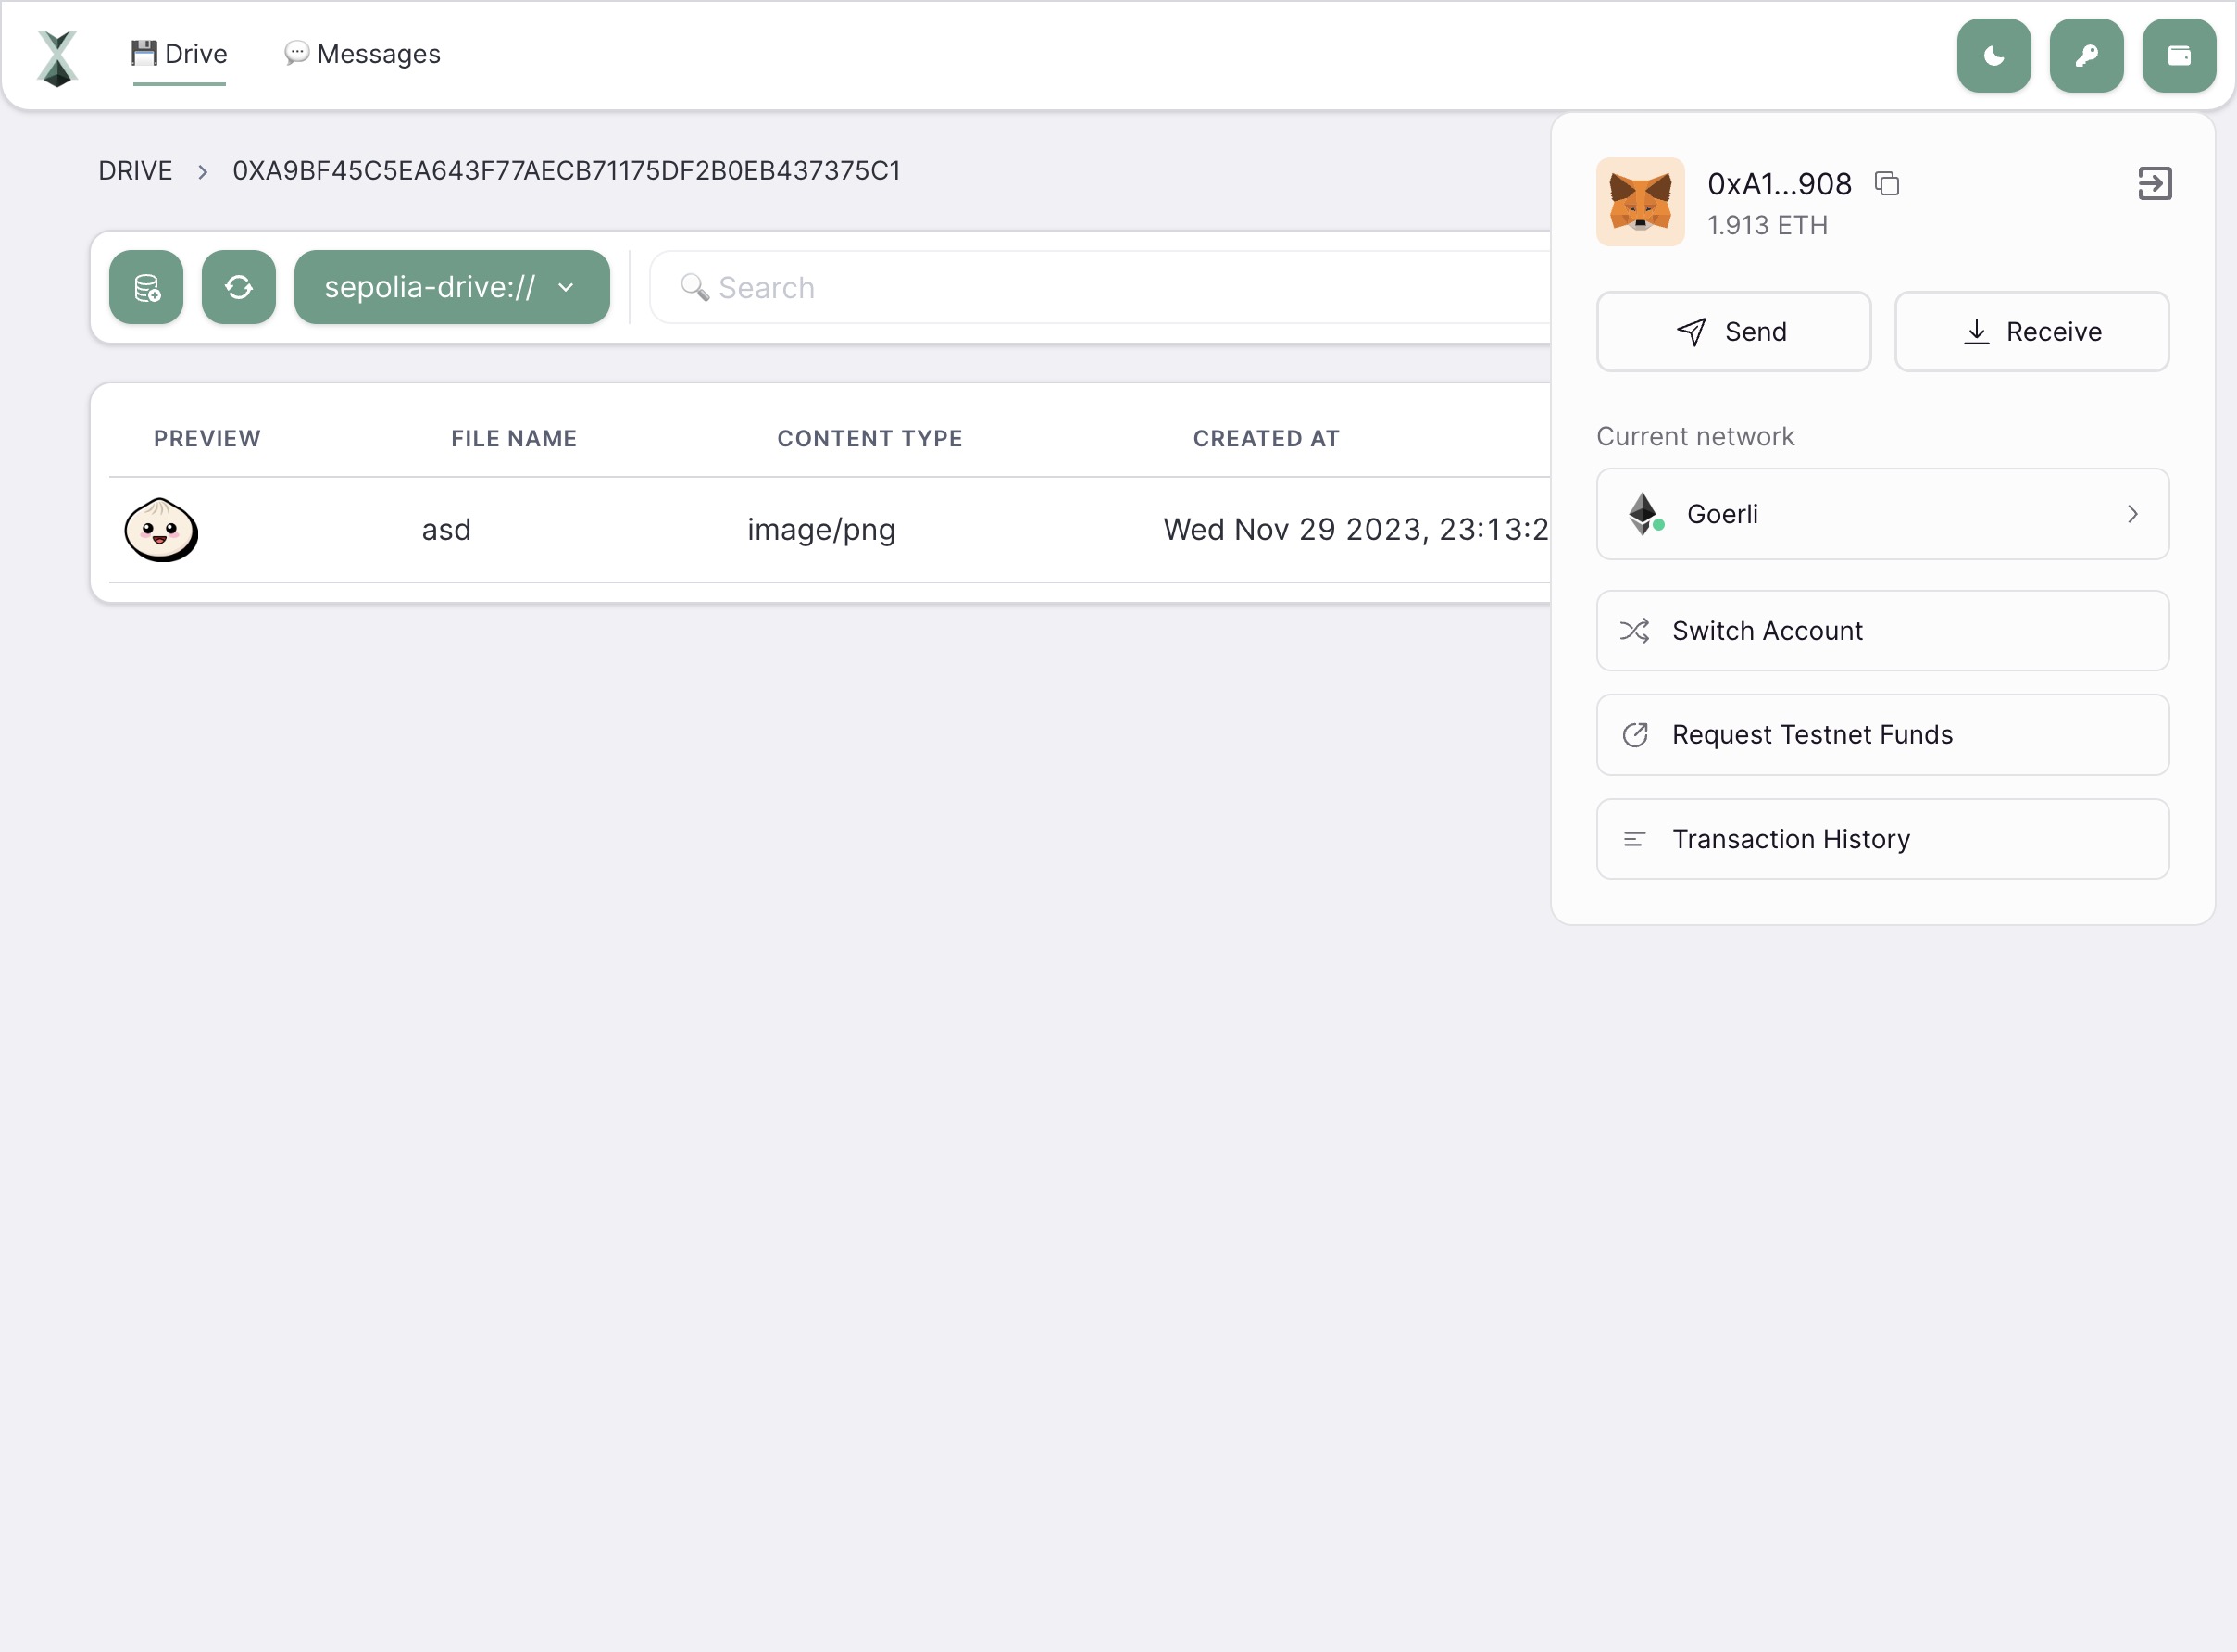 Drive
Messages
DRIVE > 0XA9BF45C5EA643F77AECB71175DF2B0EB437375C1
sepolia-drive://
Search
PREVIEW FILE NAME CONTENT TYPE CREATED AT
asd image/png Wed Nov 29 2023, 23:13:2
0xA1...908
1.913 ETH
Send
Receive
Current network
Goerli
Switch Account
Request Testnet Funds
Transaction History